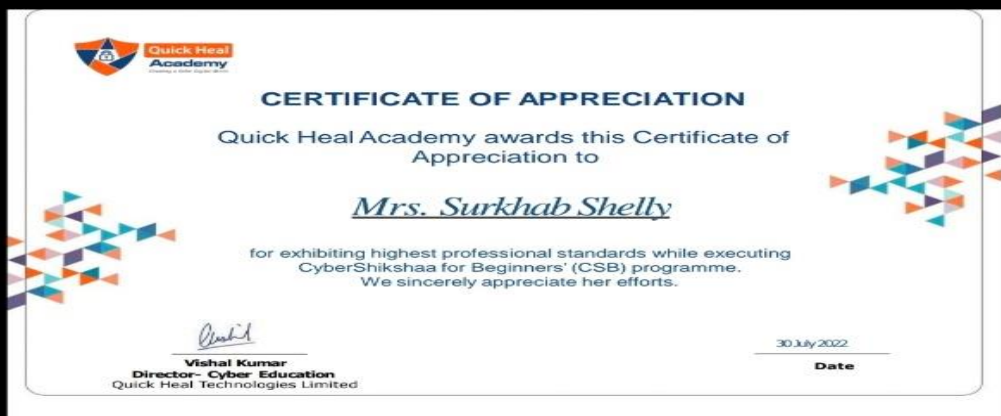 Quick Heal
Academy
CERTIFICATE OF APPRECIATION
Quick Heal Academy awards this Certificate of
Appreciation to
Mrs. Surkhab Shelly
for exhibiting highest professional standards while executing
CyberShikshaa for Beginners' (CSB) programme.
We sincerely appreciate her efforts.
Vishal Kumar
Director- Cyber Education
Quick Heal Technologies Limited
30 July 2022
Date